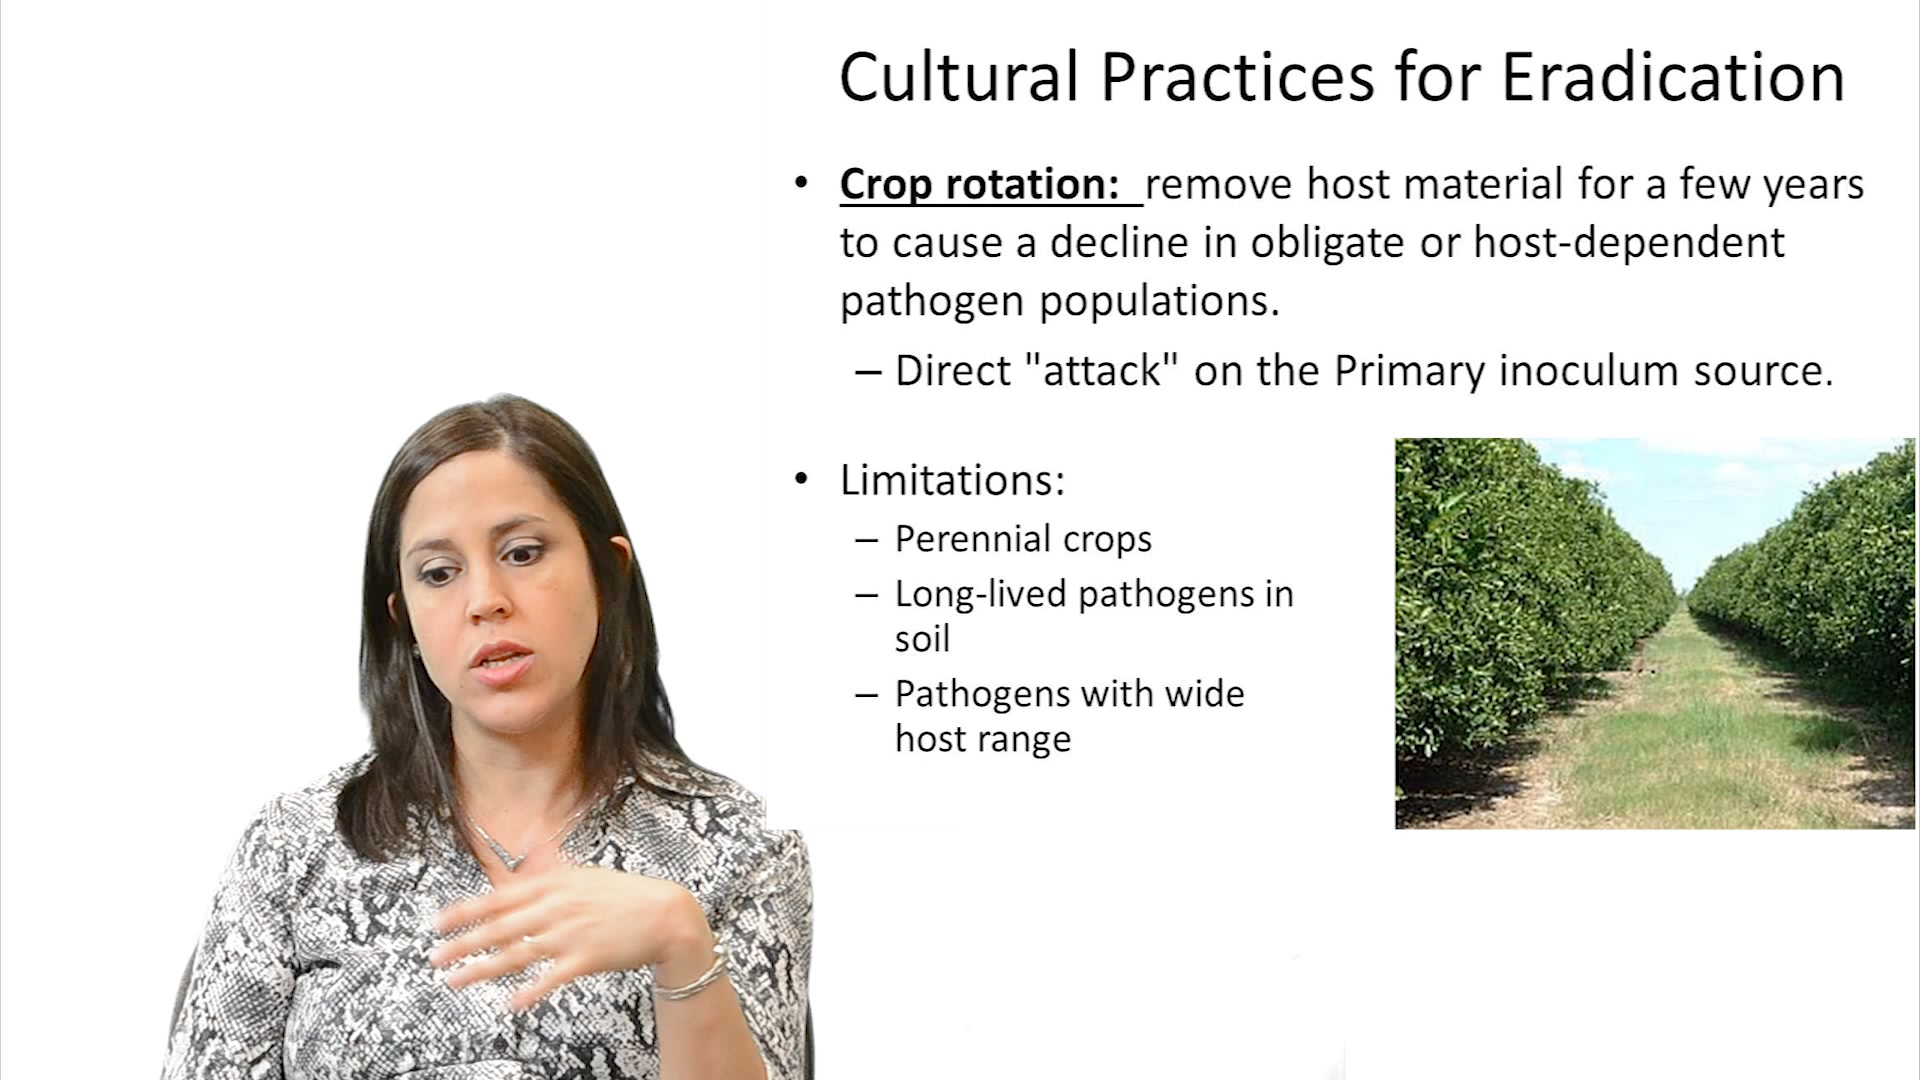 Cultural Practices for Eradication
• Crop rotation: remove host material for a few years
to cause a decline in obligate or host-dependent
pathogen populations.
– Direct "attack" on the Primary inoculum source.
• Limitations:
– Perennial crops
– Long-lived pathogens in
soil
– Pathogens with wide
host range